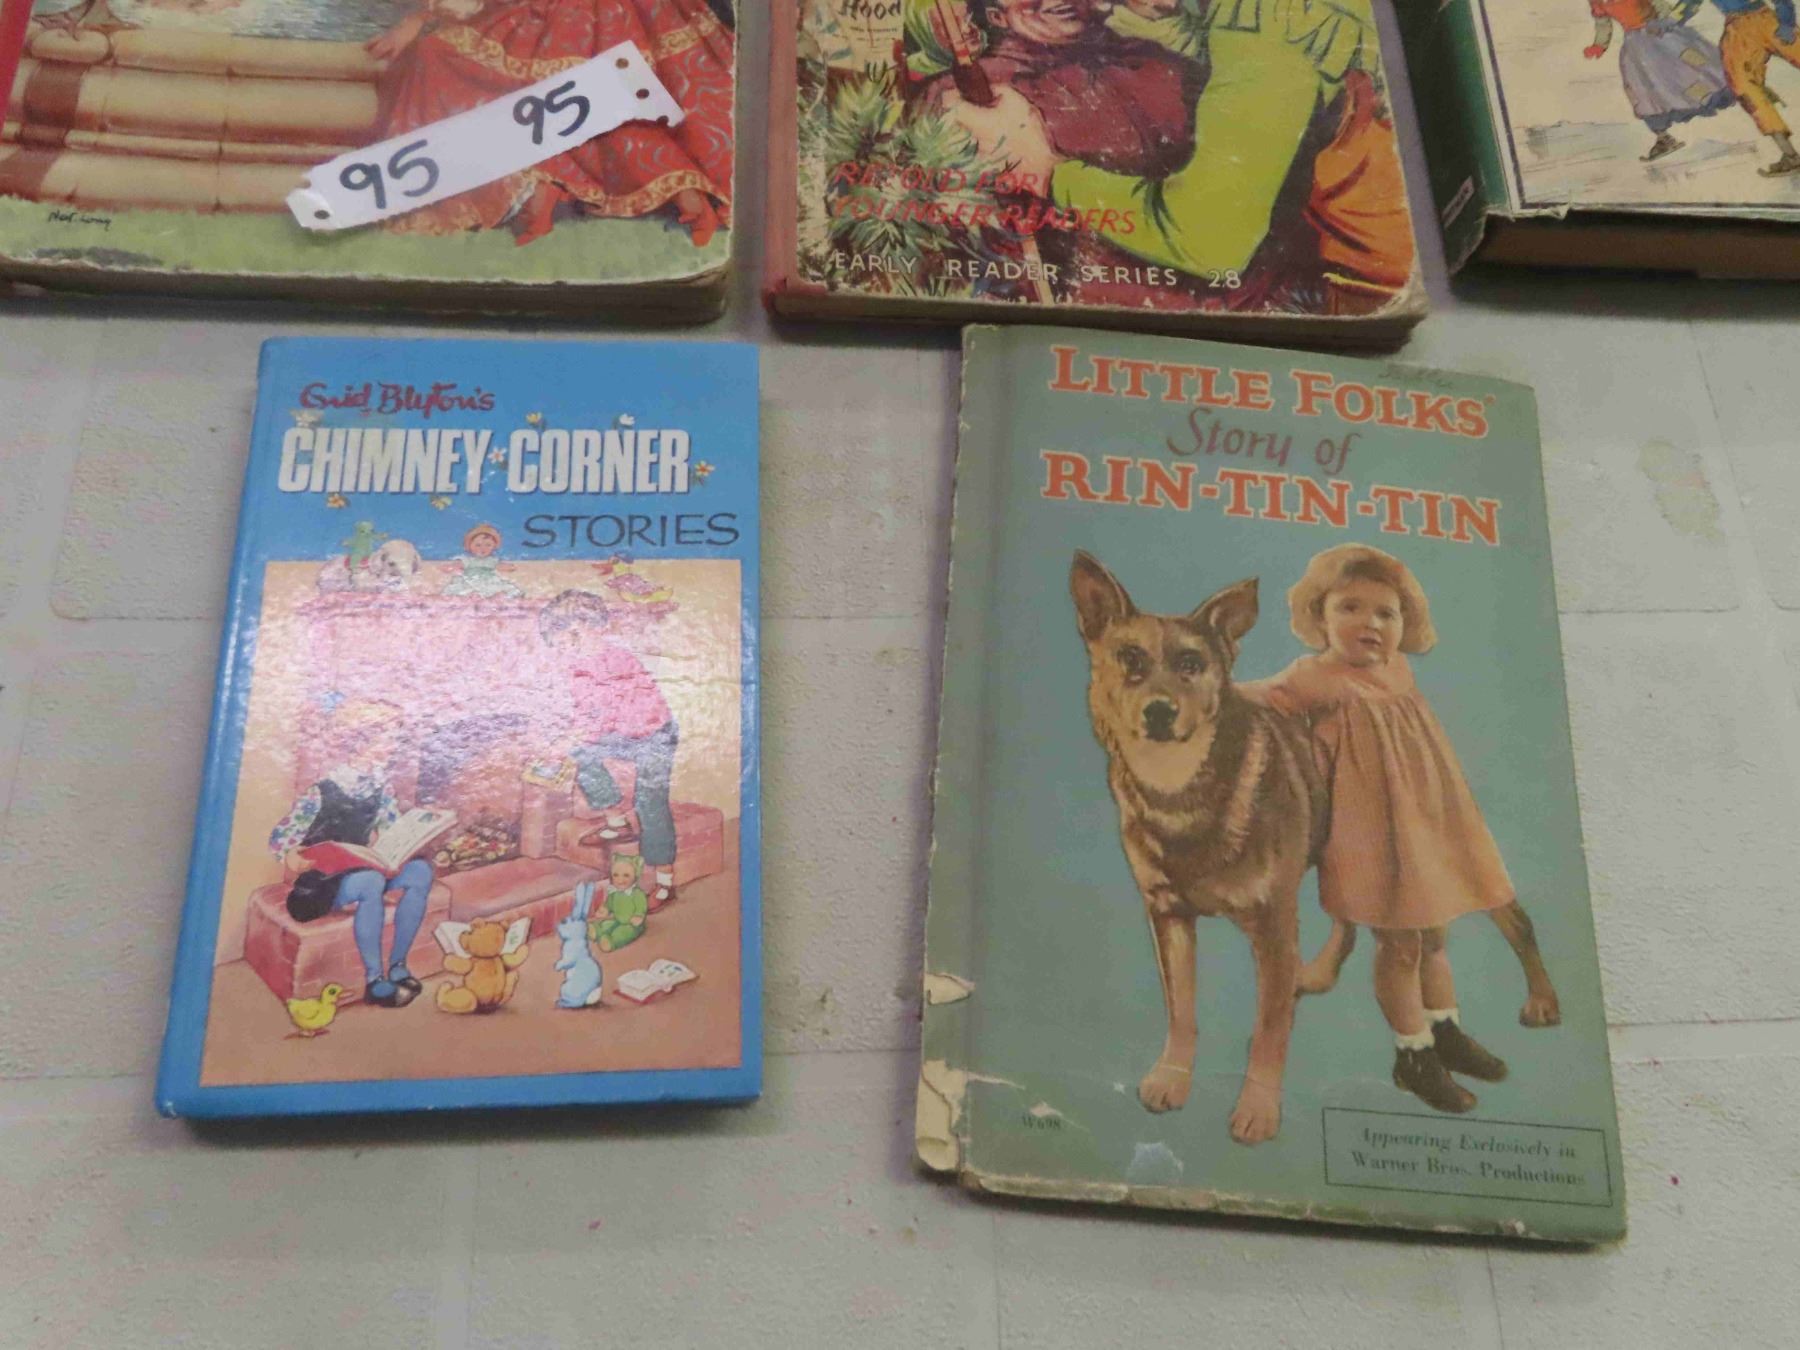 95 95
Hood
RETOLD FOR
YOUNGER READERS
EARLY READER SERIES 28
Enid Blyton's
CHIMNEY CORNER
STORIES
LITTLE FOLKS'
Story of
RIN-TIN-TIN
W698
Appearing Exclusively in
Warner Bros. Productions